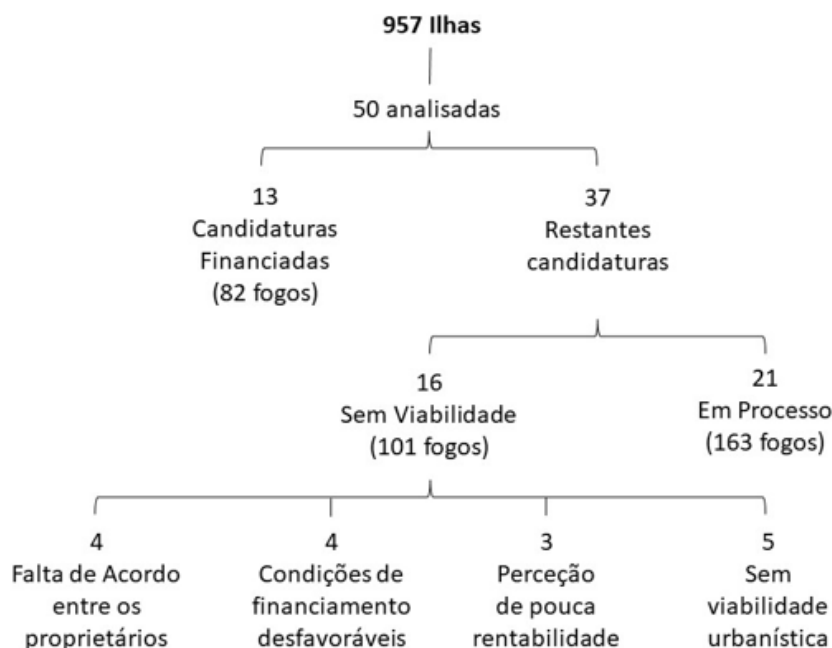 957 Ilhas
50 analisadas
13
Candidaturas
Financiadas
(82 fogos)
37
Restantes
candidaturas
16
Sem Viabilidade
(101 fogos)
21
Em Processo
(163 fogos)
4
Falta de Acordo
entre os
proprietários
4
Condições de
financiamento
desfavoráveis
3
Perceção
de pouca
rentabilidade
5
Sem
viabilidade
urbanística